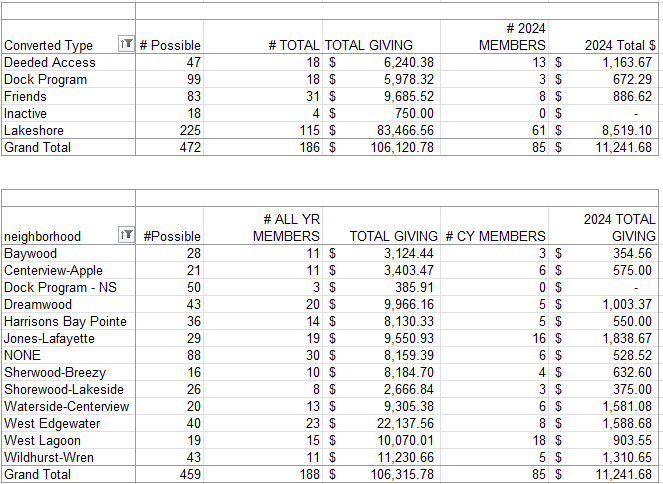 # 2024
Converted Type # Possible # TOTAL TOTAL GIVING MEMBERS 2024 Total $
Deeded Access 47 18 $ 6,240.38 13 $ 1,163.67
Dock Program 99 18 $ 5,978.32 3 $ 672.29
Friends 83 31 $ 9,685.52 8 $ 886.62
Inactive 18 4 $ 750.00 0 $ -
Lakeshore 225 115 $ 83,466.56 61 $ 8,519.10
Grand Total 472 186 $ 106,120.78 85 $ 11,241.68
# ALL YR 2024 TOTAL
neighborhood #Possible MEMBERS TOTAL GIVING # CY MEMBERS GIVING
Baywood 28 11 $ 3,124.44 3 $ 354.56
Centerview-Apple 21 11 $ 3,403.47 6 $ 575.00
Dock Program - NS 50 3 $ 385.91 0 $ -
Dreamwood 43 20 $ 9,966.16 5 $ 1,003.37
Harrisons Bay Pointe 36 14 $ 8,130.33 5 $ 550.00
Jones-Lafayette 29 19 $ 9,550.93 16 $ 1,838.67
NONE 88 30 $ 8,159.39 6 $ 528.52
Sherwood-Breezy 16 10 $ 8,184.70 4 $ 632.60
Shorewood-Lakeside 26 8 $ 2,666.84 3 $ 375.00
Waterside-Centerview 20 13 $ 9,305.38 6 $ 1,581.08
West Edgewater 40 23 $ 22,137.56 8 $ 1,588.68
West Lagoon 19 15 $ 10,070.01 18 $ 903.55
Wildhurst-Wren 43 11 $ 11,230.66 5 $ 1,310.65
Grand Total 459 188 $ 106,315.78 85 $ 11,241.68